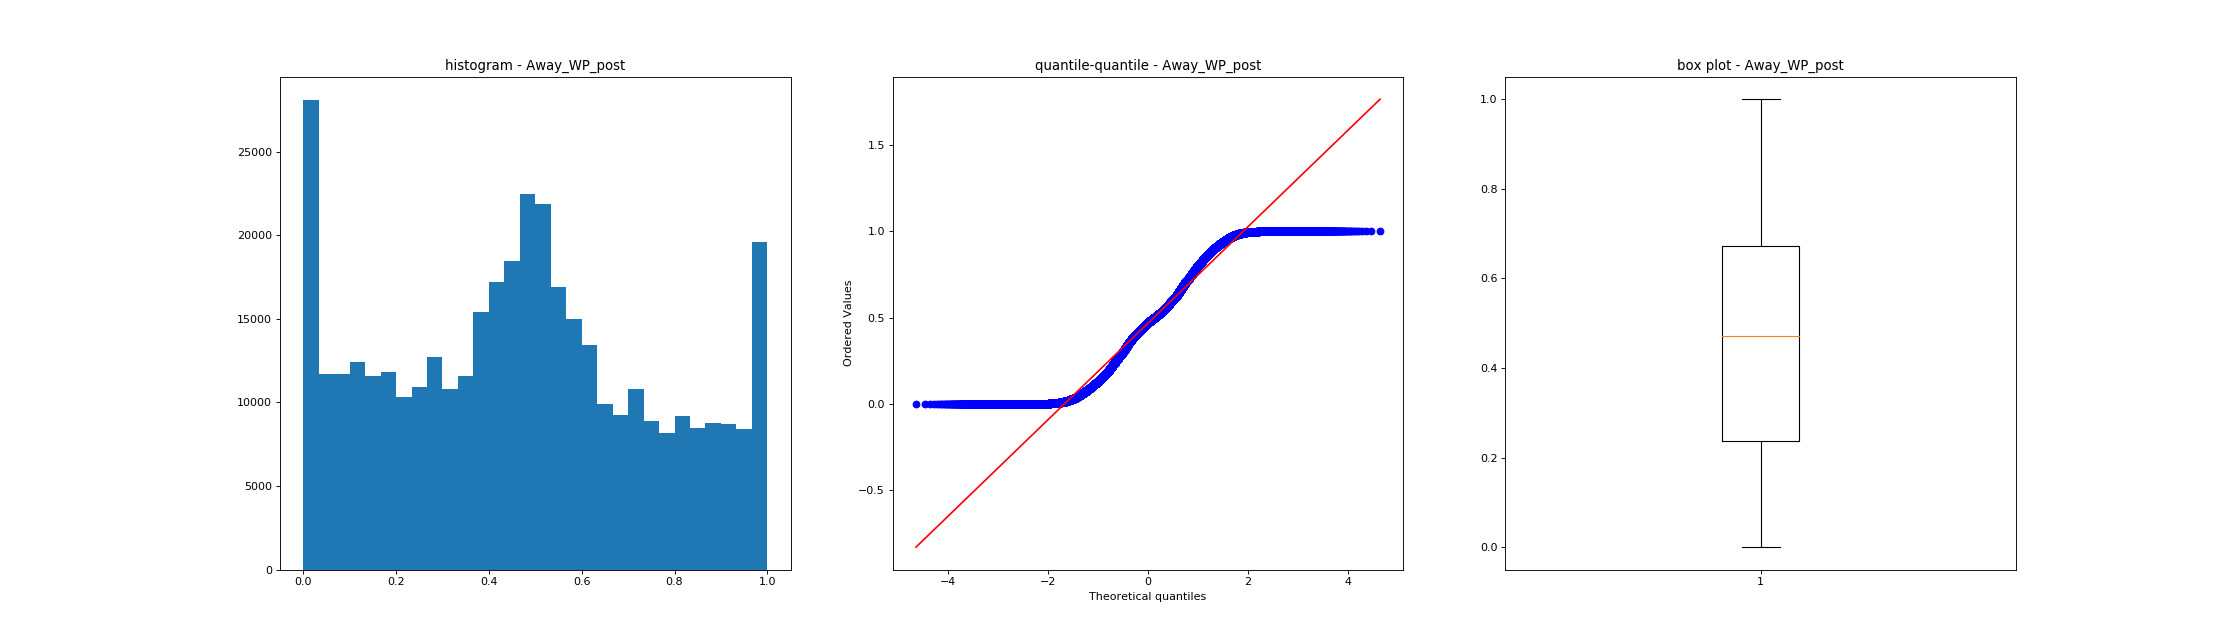 histogram - Away_WP_post
25000
20000
15000
10000
5000
0
0.0 0.2 0.4 0.6 0.8 1.0
quantile-quantile - Away_WP_post
Ordered Values
1.5
1.0
0.5
0.0
−0.5
−4 −2 0 2 4
Theoretical quantiles
box plot - Away_WP_post
1.0
0.8
0.6
0.4
0.2
0.0
1